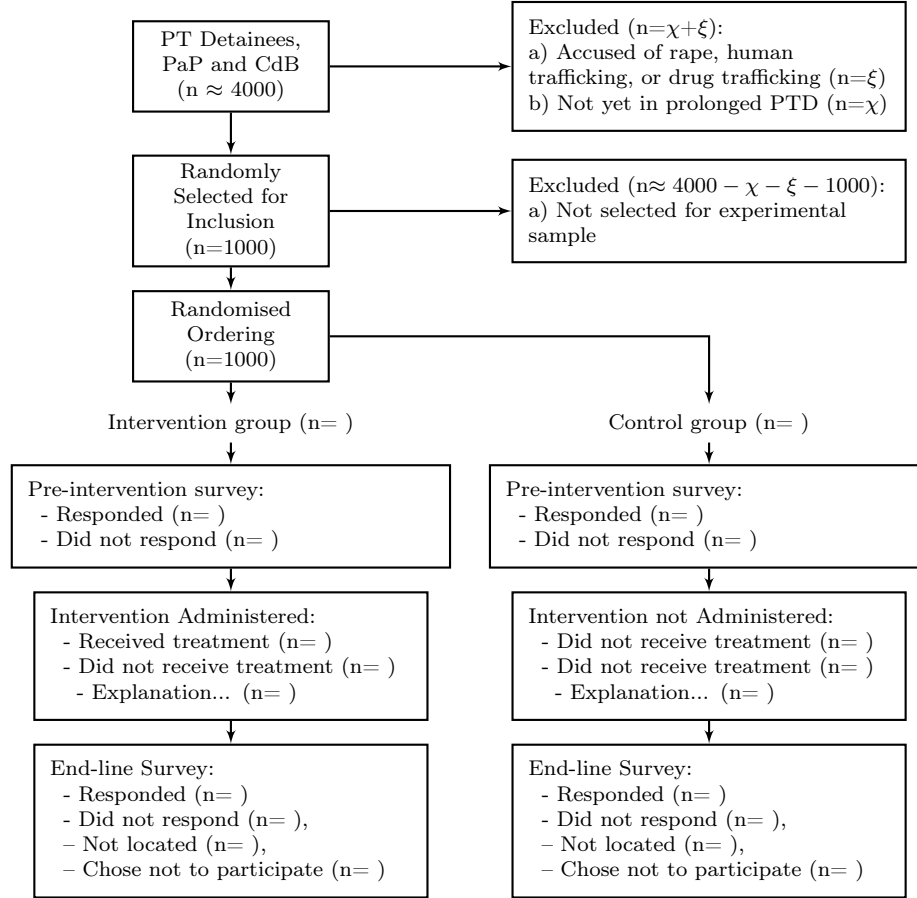 PT Detainees,
PaP and CdB
(n ≈ 4000)
Excluded (n=χ+ξ):
a) Accused of rape, human
trafficking, or drug trafficking (n=ξ)
b) Not yet in prolonged PTD (n=χ)
Randomly
Selected for
Inclusion
(n=1000)
Excluded (n≈ 4000 − χ − ξ − 1000):
a) Not selected for experimental
sample
Randomised
Ordering
(n=1000)
Intervention group (n= )
Control group (n= )
Pre-intervention survey:
- Responded (n= )
- Did not respond (n= )
Pre-intervention survey:
- Responded (n= )
- Did not respond (n= )
Intervention Administered:
- Received treatment (n= )
- Did not receive treatment (n= )
- Explanation... (n= )
Intervention not Administered:
- Did not receive treatment (n= )
- Did not receive treatment (n= )
- Explanation... (n= )
End-line Survey:
- Responded (n= )
- Did not respond (n= ),
– Not located (n= ),
– Chose not to participate (n= )
End-line Survey:
- Responded (n= )
- Did not respond (n= ),
– Not located (n= ),
– Chose not to participate (n= )